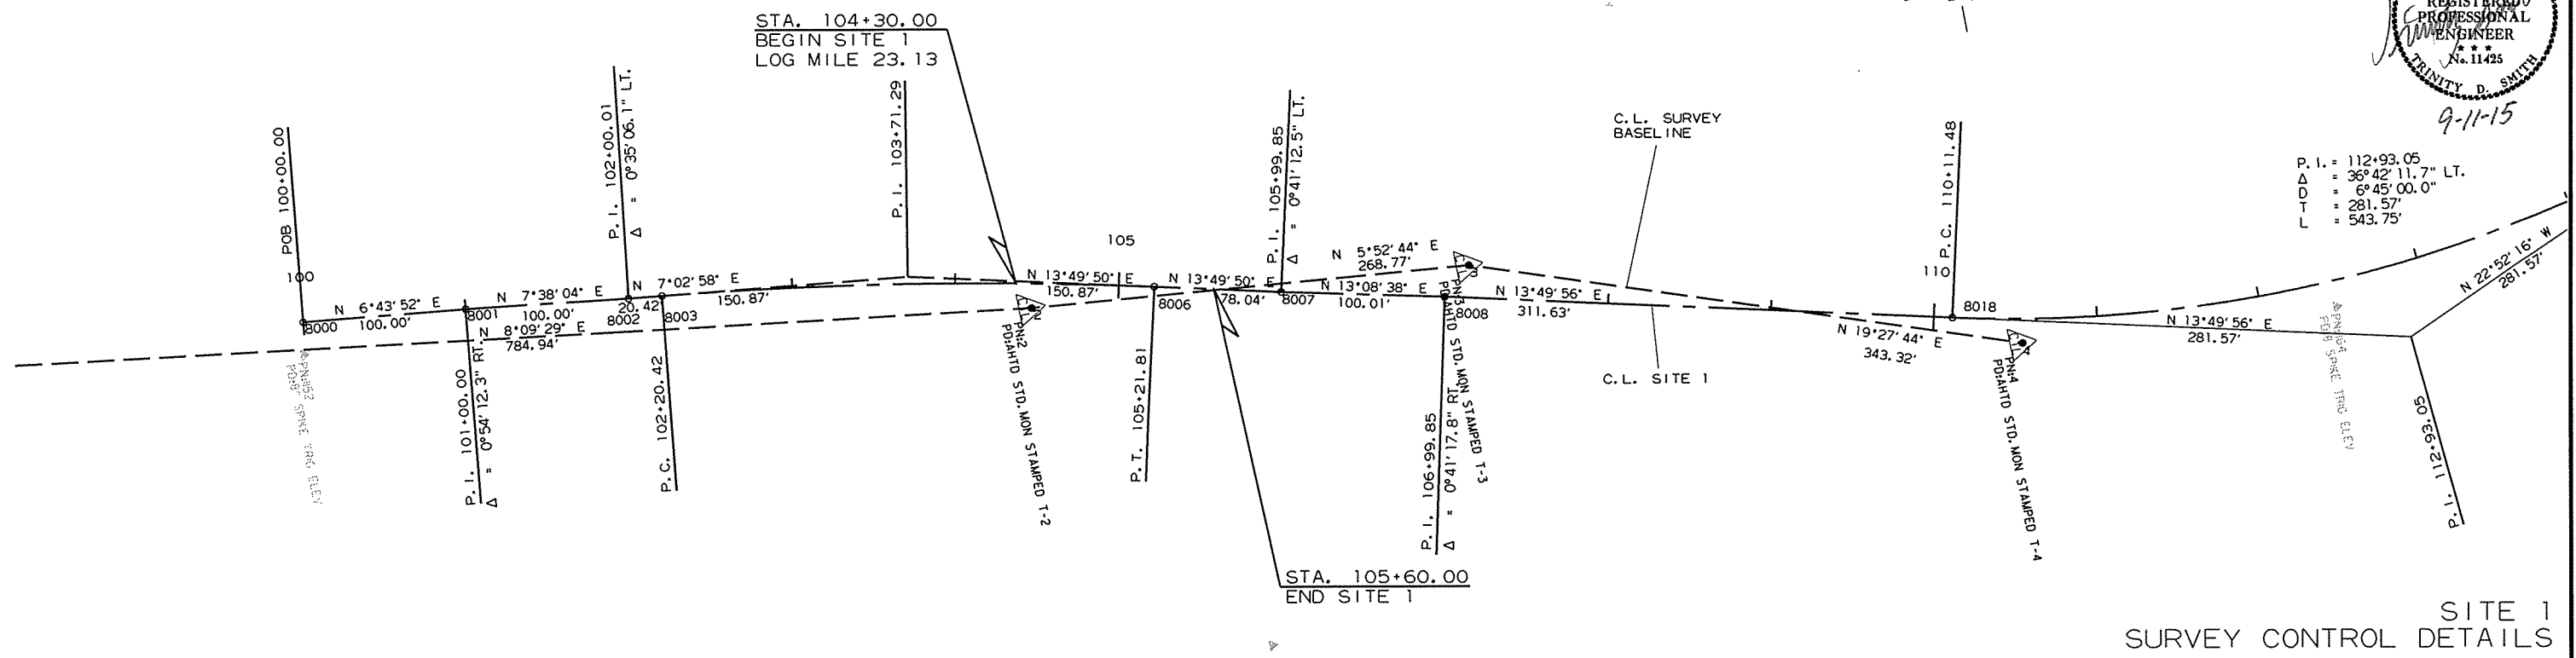 STA. 104+30.00
BEGIN SITE 1
LOG MILE 23.13
REGISTERED
PROFESSIONAL
ENGINEER
★ ★ ★
No. 11425
TRINITY D. SMITH
9-11-15
POB 100+00.00
100
8000
N 6°43'52" E
100.00'
8001
P.I. 101+00.00
Δ = 0°54'12.3" RT.
N 7°38'04" E
100.00'
8002
P.I. 102+00.01
Δ = 0°35'06.1" LT.
N 7°02'58" E
20.42'
8003
150.87'
P.C. 102+20.42
N 8°09'29" E
784.94'
P.I. 103+71.29
N 13°49'50" E
150.87'
105
2
PN:2
PD:AHTD STD. MON STAMPED T-2
P.T. 105+21.81
8006
N 13°49'50" E
78.04'
P.I. 105+99.85
Δ = 0°41'12.5" LT.
8007
N 5°52'44" E
268.77'
N 13°08'38" E
100.01'
STA. 105+60.00
END SITE 1
3
PN:3
PD:AHTD STD. MON STAMPED T-3
8008
P.I. 106+99.85
Δ = 0°41'17.8" RT.
N 13°49'56" E
311.63'
C.L. SURVEY
BASELINE
C.L. SITE 1
P.C. 110+11.48
110
8018
N 19°27'44" E
343.32'
4
PN:4
PD:AHTD STD. MON STAMPED T-4
N 13°49'56" E
281.57'
N 22°52'16" W
281.57'
P.I. 112+93.05
P.I. = 112+93.05
Δ = 36°42'11.7" LT.
D = 6°45'00.0"
T = 281.57'
L = 543.75'
SPIKE TRIG ELEV
SPIKE TRIG ELEV
SITE 1
SURVEY CONTROL DETAILS